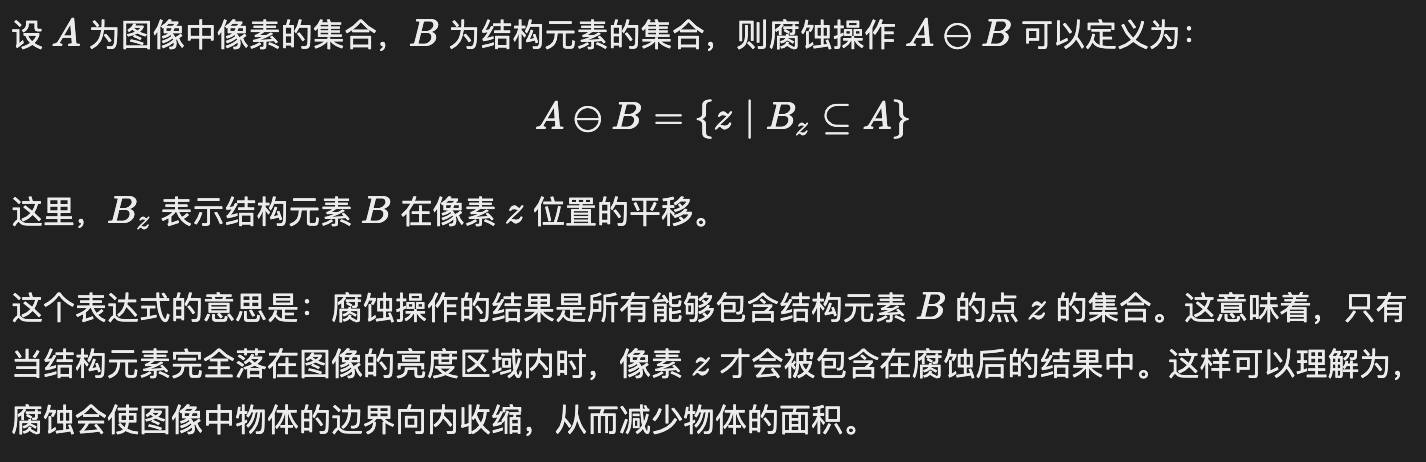 设 A 为图像中像素的集合，B 为结构元素的集合，则腐蚀操作 A ⊖ B 可以定义为：
A ⊖ B = {z | B_z ⊆ A}
这里，B_z 表示结构元素 B 在像素 z 位置的平移。
这个表达式的意思是：腐蚀操作的结果是所有能够包含结构元素 B 的点 z 的集合。这意味着，只有
当结构元素完全落在图像的亮度区域内时，像素 z 才会被包含在腐蚀后的结果中。这样可以理解为，
腐蚀会使图像中物体的边界向内收缩，从而减少物体的面积。